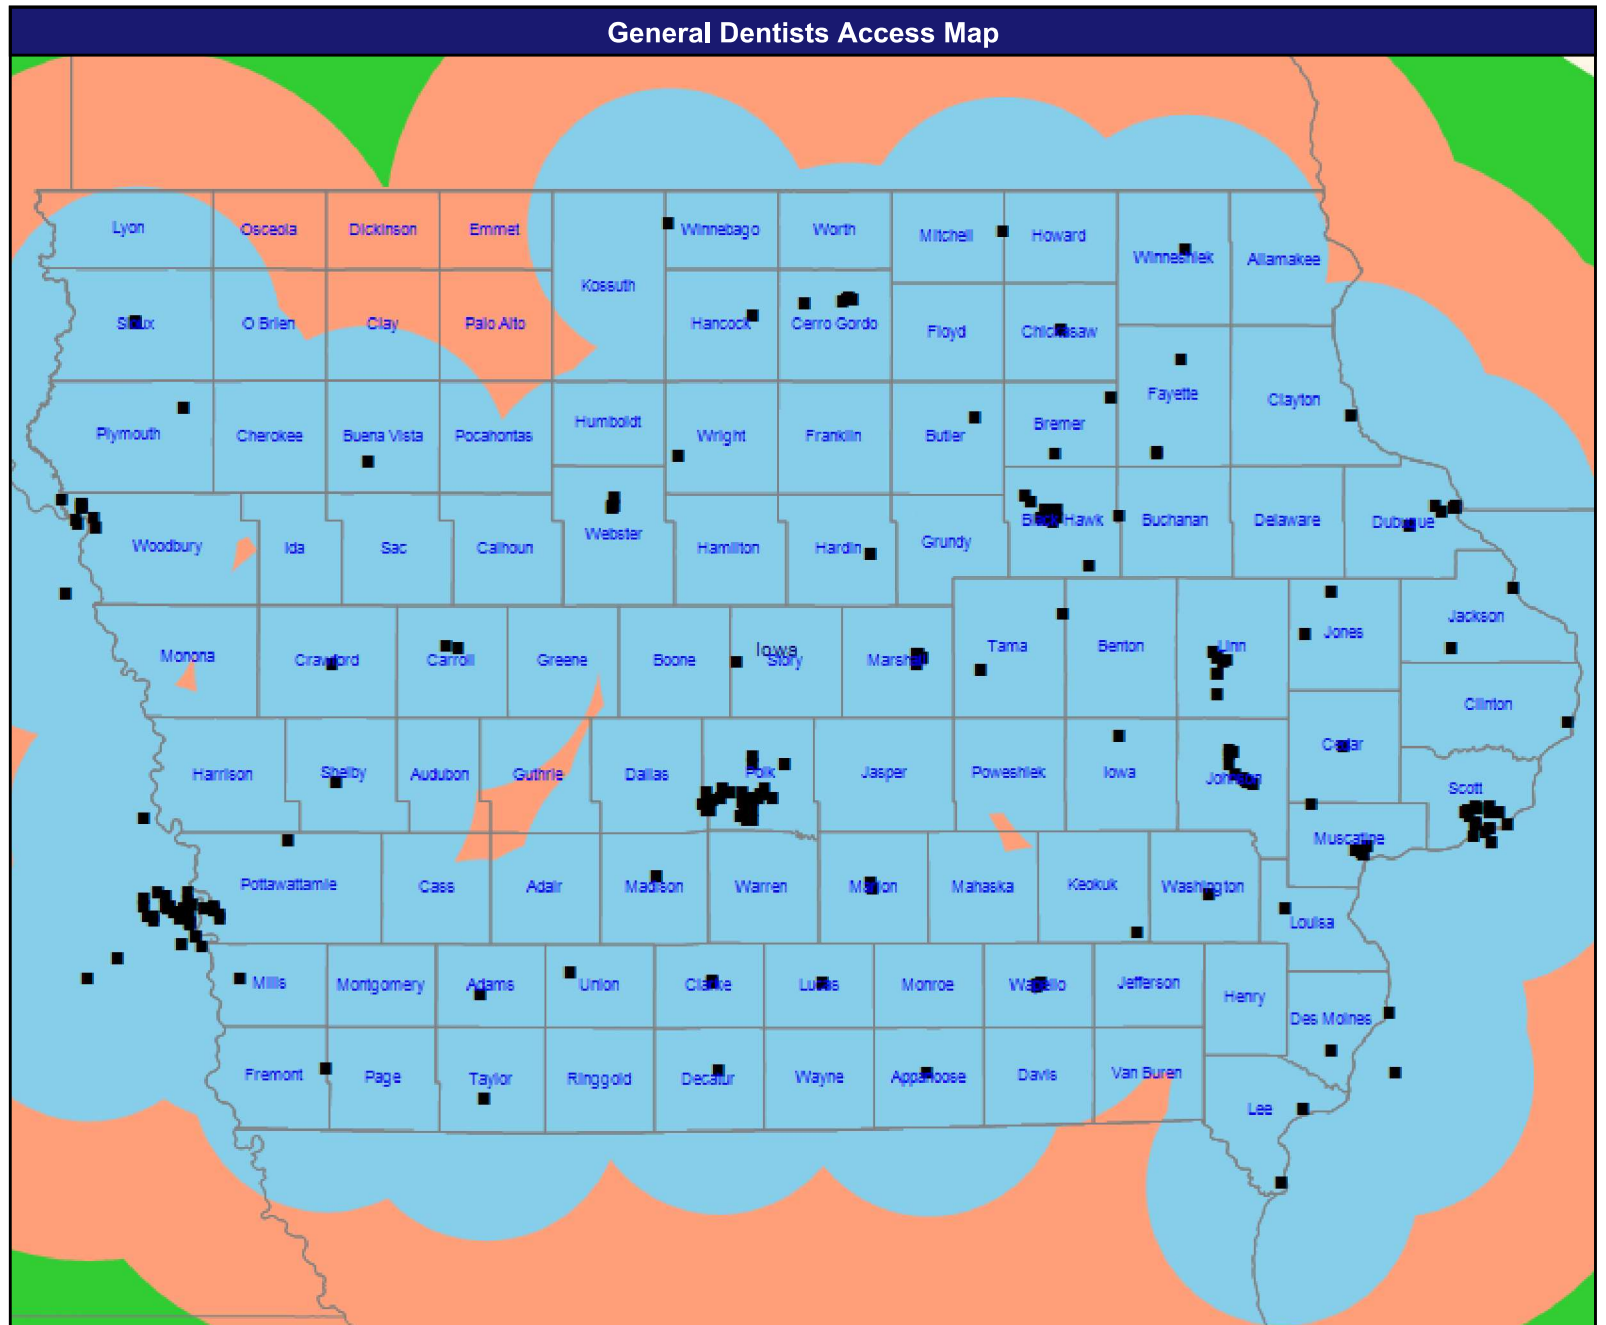 General Dentists Access Map
Lyon
Osceola
Dickinson
Emmet
Kossuth
Winnebago
Worth
Mitchell
Howard
Winneshiek
Allamakee
Sioux
O Brien
Clay
Palo Alto
Hancock
Cerro Gordo
Floyd
Chickasaw
Plymouth
Cherokee
Buena Vista
Pocahontas
Humboldt
Wright
Franklin
Butler
Bremer
Fayette
Clayton
Woodbury
Ida
Sac
Calhoun
Webster
Hamilton
Hardin
Grundy
Black Hawk
Buchanan
Delaware
Dubuque
Monona
Crawford
Carroll
Greene
Boone
Iowa
Story
Marshall
Tama
Benton
Linn
Jones
Jackson
Clinton
Harrison
Shelby
Audubon
Guthrie
Dallas
Polk
Jasper
Poweshiek
Iowa
Johnson
Cedar
Scott
Muscatine
Pottawattamie
Cass
Adair
Madison
Warren
Marion
Mahaska
Keokuk
Washington
Louisa
Mills
Montgomery
Adams
Union
Clarke
Lucas
Monroe
Wapello
Jefferson
Henry
Des Moines
Fremont
Page
Taylor
Ringgold
Decatur
Wayne
Appanoose
Davis
Van Buren
Lee